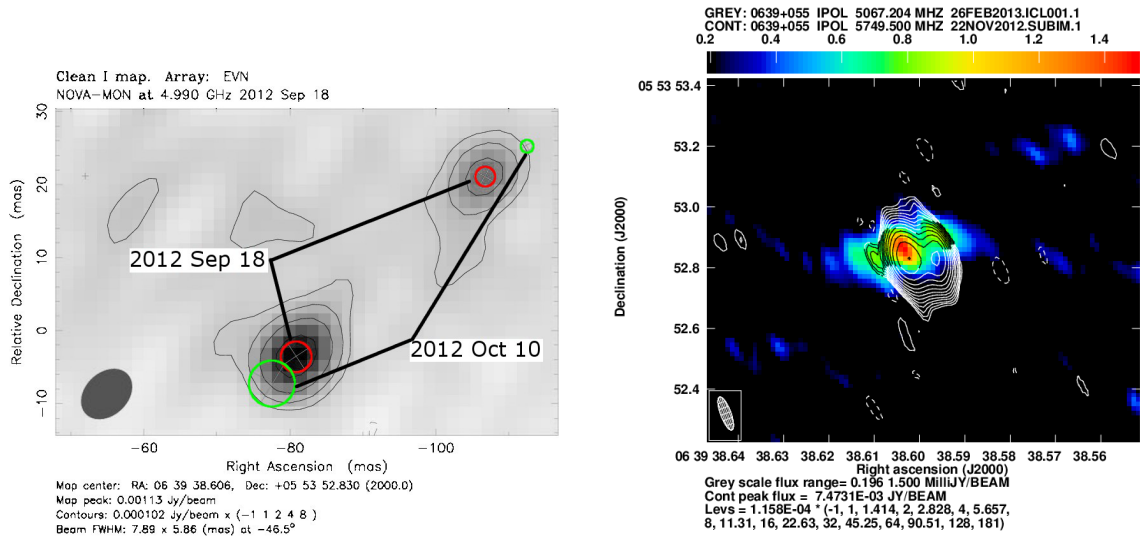 Clean I map. Array: EVN
NOVA-MON at 4.990 GHz 2012 Sep 18
30
20
10
0
−10
Relative Declination (mas)
2012 Sep 18
2012 Oct 10
−60
−80
−100
Right Ascension (mas)
Map center: RA: 06 39 38.606, Dec: +05 53 52.830 (2000.0)
Map peak: 0.00113 Jy/beam
Contours: 0.000102 Jy/beam x (−1 1 2 4 8 )
Beam FWHM: 7.89 x 5.86 (mas) at −46.5°
GREY: 0639+055 IPOL 5067.204 MHZ 26FEB2013.ICL001.1
CONT: 0639+055 IPOL 5749.500 MHZ 22NOV2012.SUBIM.1
0.2 0.4 0.6 0.8 1.0 1.2 1.4
05 53 53.4
53.2
53.0
52.8
52.6
52.4
Declination (J2000)
06 39 38.64 38.63 38.62 38.61 38.60 38.59 38.58 38.57 38.56
Right ascension (J2000)
Grey scale flux range= 0.196 1.500 MilliJY/BEAM
Cont peak flux = 7.4731E-03 JY/BEAM
Levs = 1.158E-04 * (-1, 1, 1.414, 2, 2.828, 4, 5.657,
8, 11.31, 16, 22.63, 32, 45.25, 64, 90.51, 128, 181)